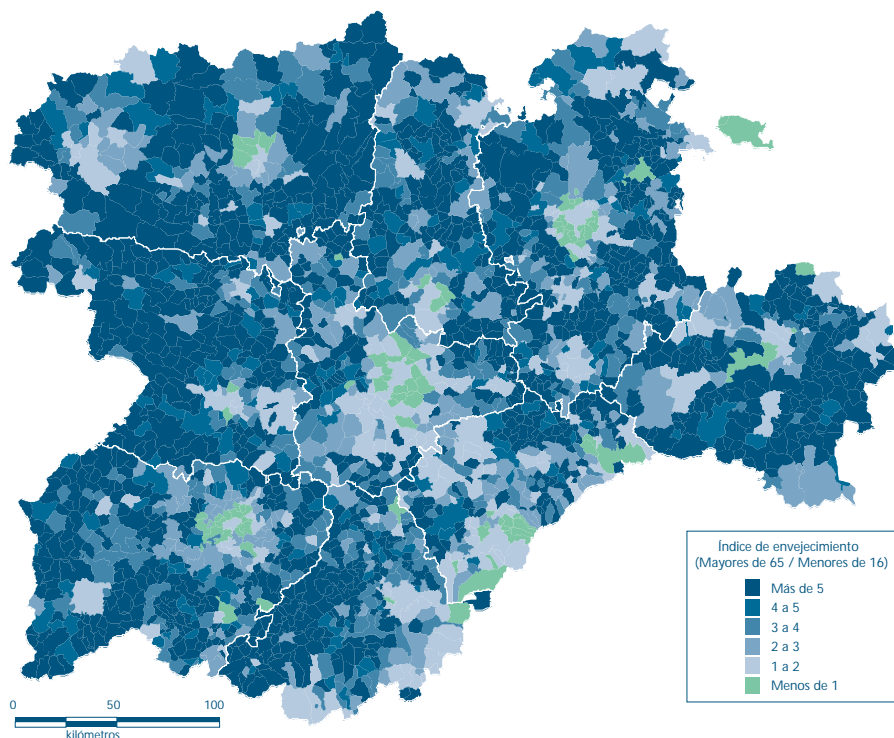 Índice de envejecimiento
(Mayores de 65 / Menores de 16)
Más de 5
4 a 5
3 a 4
2 a 3
1 a 2
Menos de 1
0 50 100
kilómetros